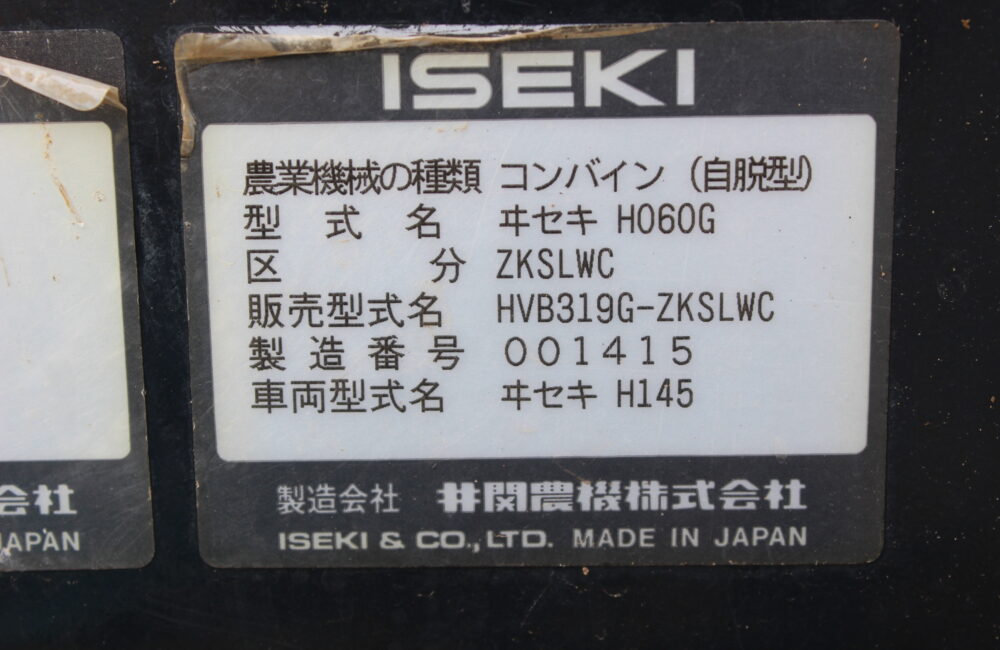 ISEKI
農業機械の種類 コンバイン (自脱型)
型式名 ヰセキ H060G
区分 ZKSLWC
販売型式名 HVB319G-ZKSLWC
製造番号 001415
車両型式名 ヰセキ H145
製造会社 井関農機株式会社
ISEKI & CO.,LTD. MADE IN JAPAN
会社
JAPAN